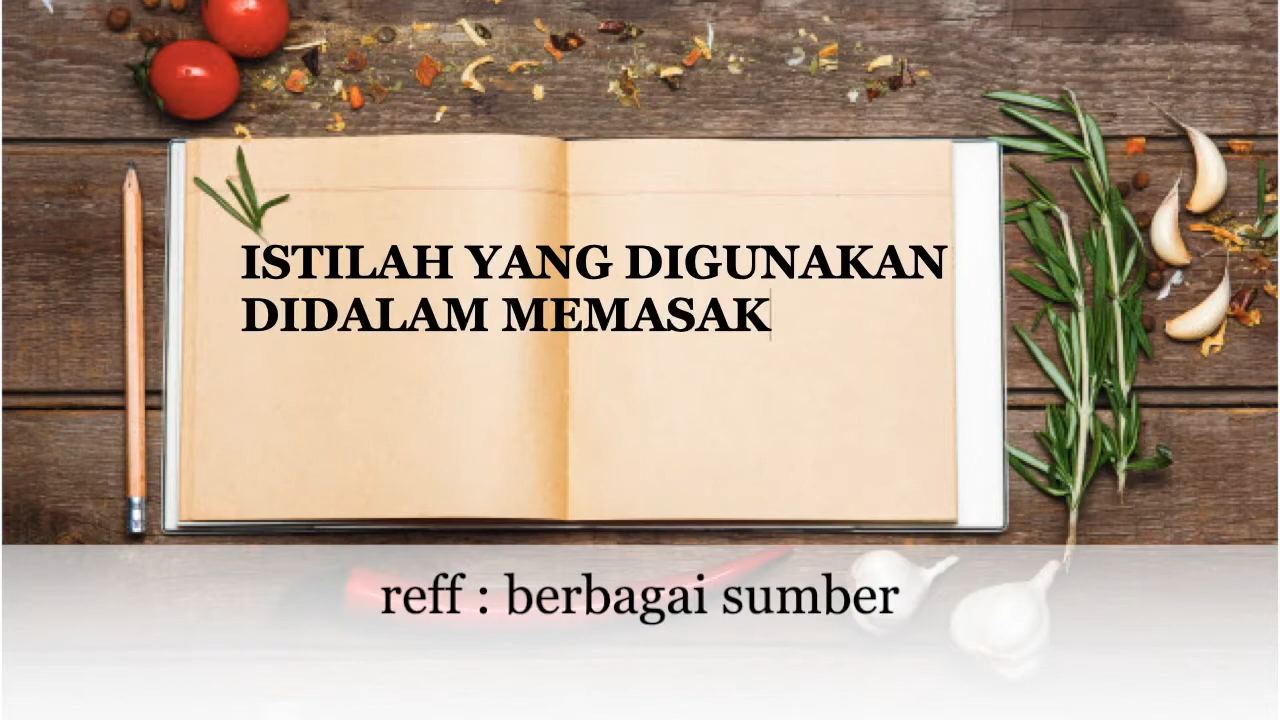 ISTILAH YANG DIGUNAKAN
DIDALAM MEMASAK
reff : berbagai sumber